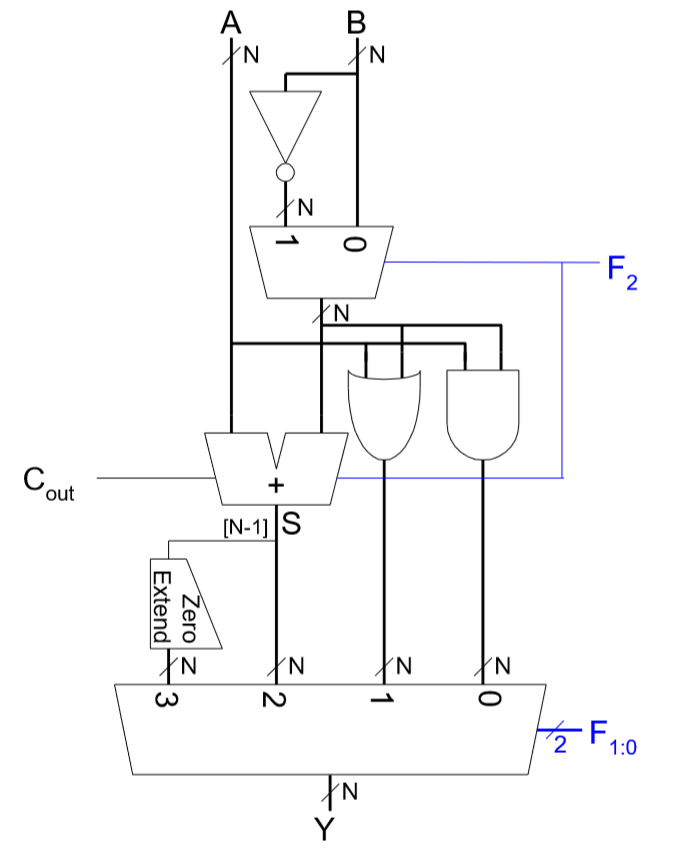 A B
N N
N
1 0
F2
N
Cout
+
[N-1] S
Zero
Extend
N N N N
3 2 1 0
2 F1:0
N
Y